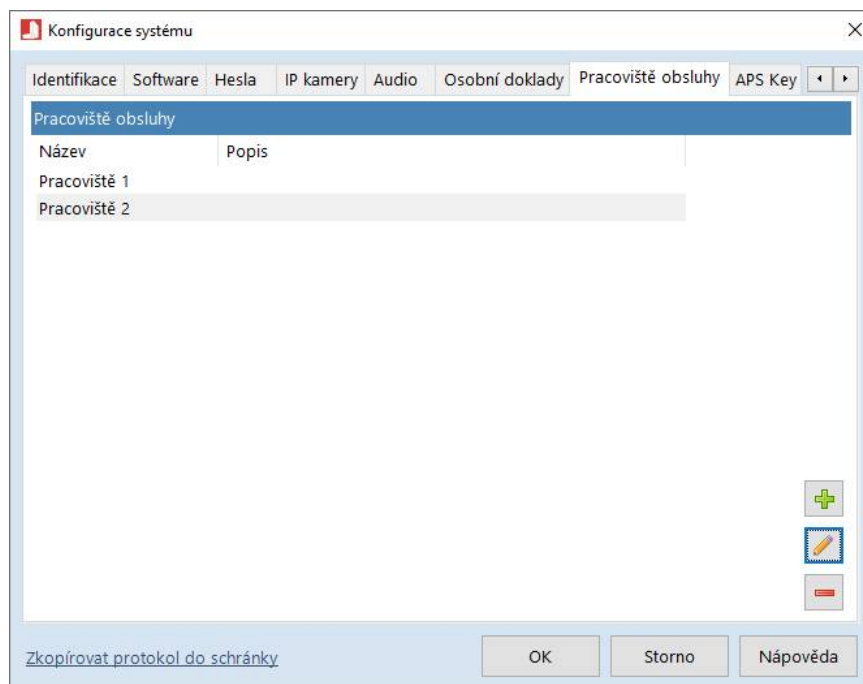 Konfigurace systému
Identifikace Software Hesla IP kamery Audio Osobní doklady Pracoviště obsluhy APS Key
Pracoviště obsluhy
Název Popis
Pracoviště 1
Pracoviště 2
Zkopírovat protokol do schránky OK Storno Nápověda